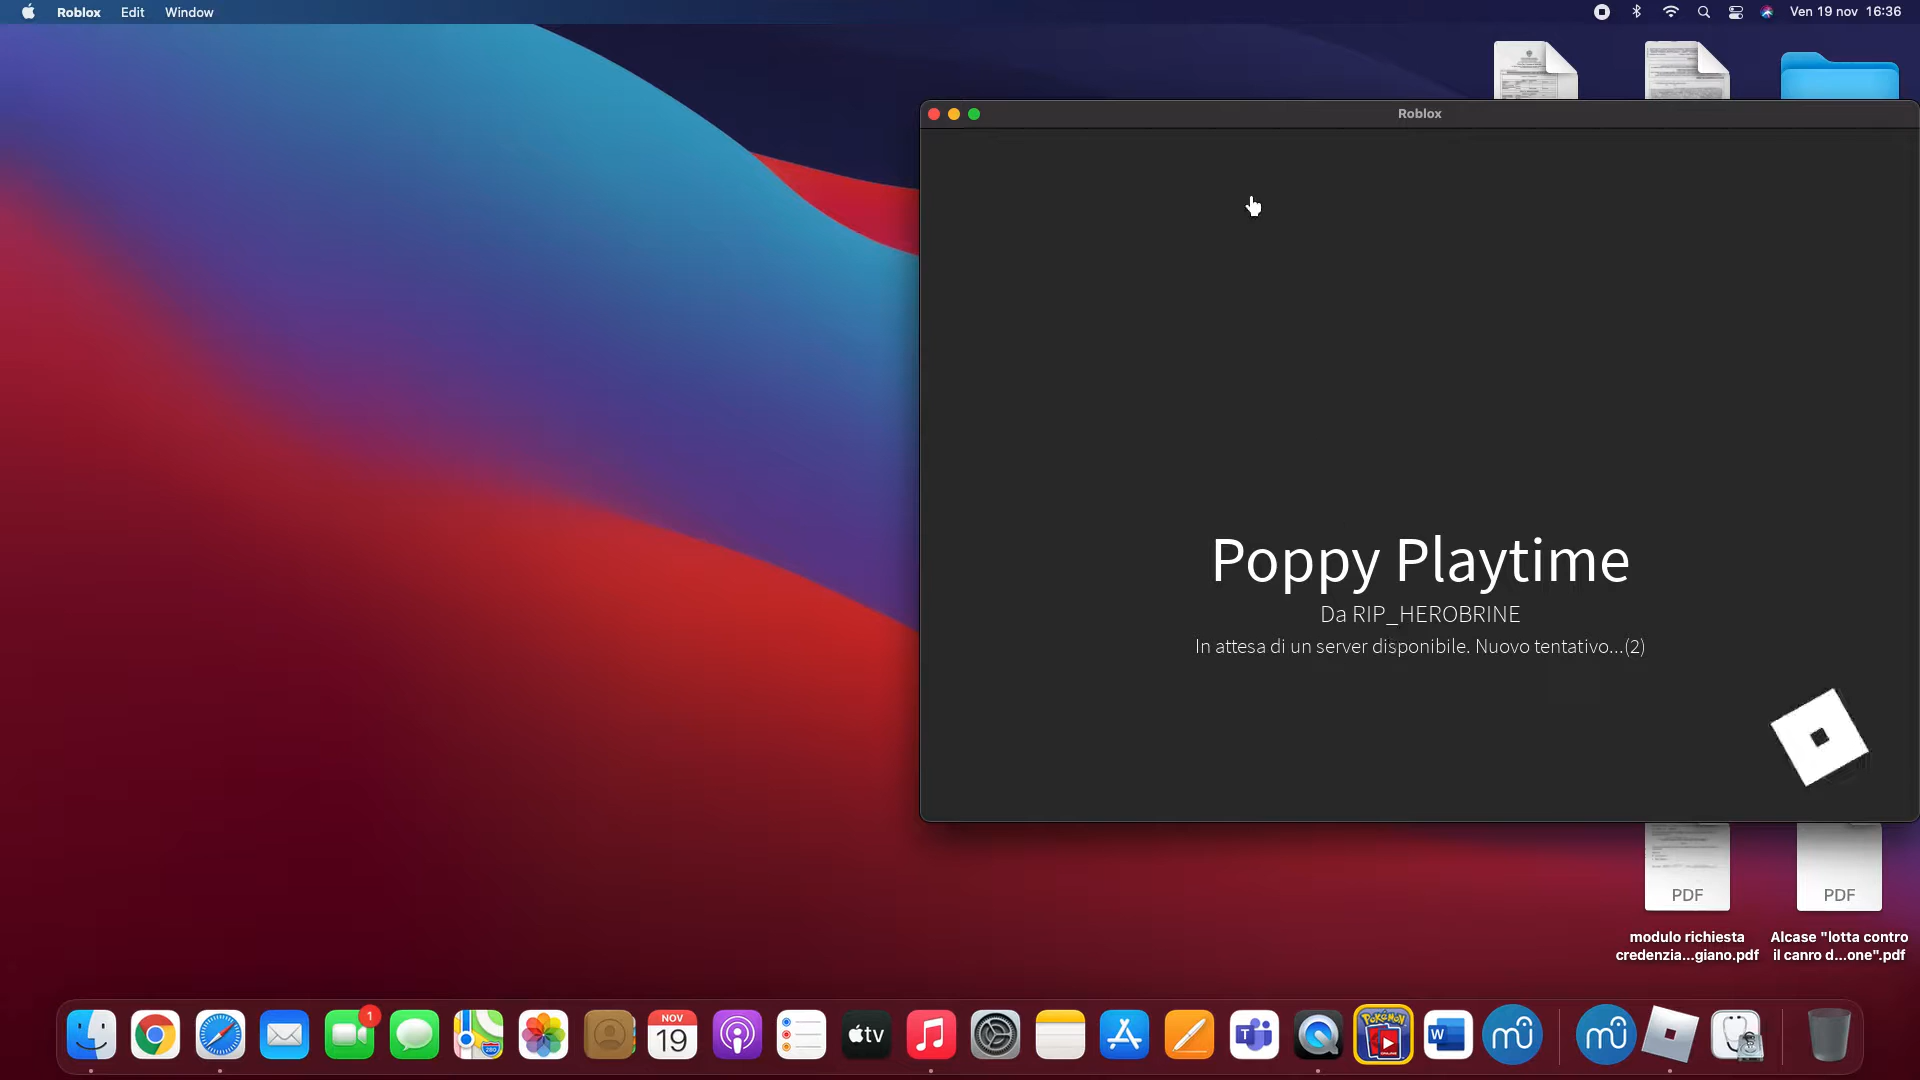 Roblox Edit Window
Ven 19 nov 16:36
Roblox
Poppy Playtime
Da RIP_HEROBRINE
In attesa di un server disponibile. Nuovo tentativo...(2)
PDF
PDF
modulo richiesta
credenzia...giano.pdf
Alcase "lotta contro
il canro d...one".pdf
1
280
NOV
19
tv
POKÉMON
W